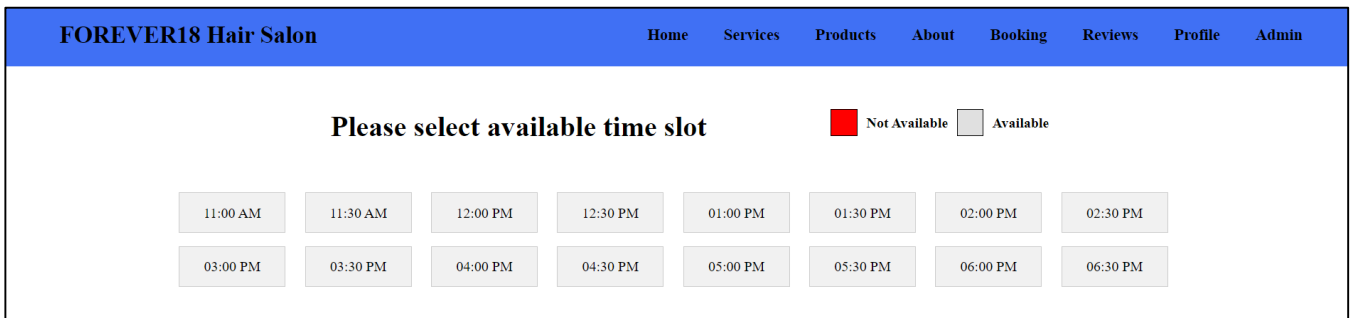 FOREVER18 Hair Salon Home Services Products About Booking Reviews Profile Admin
Please select available time slot Not Available Available
11:00 AM 11:30 AM 12:00 PM 12:30 PM 01:00 PM 01:30 PM 02:00 PM 02:30 PM
03:00 PM 03:30 PM 04:00 PM 04:30 PM 05:00 PM 05:30 PM 06:00 PM 06:30 PM